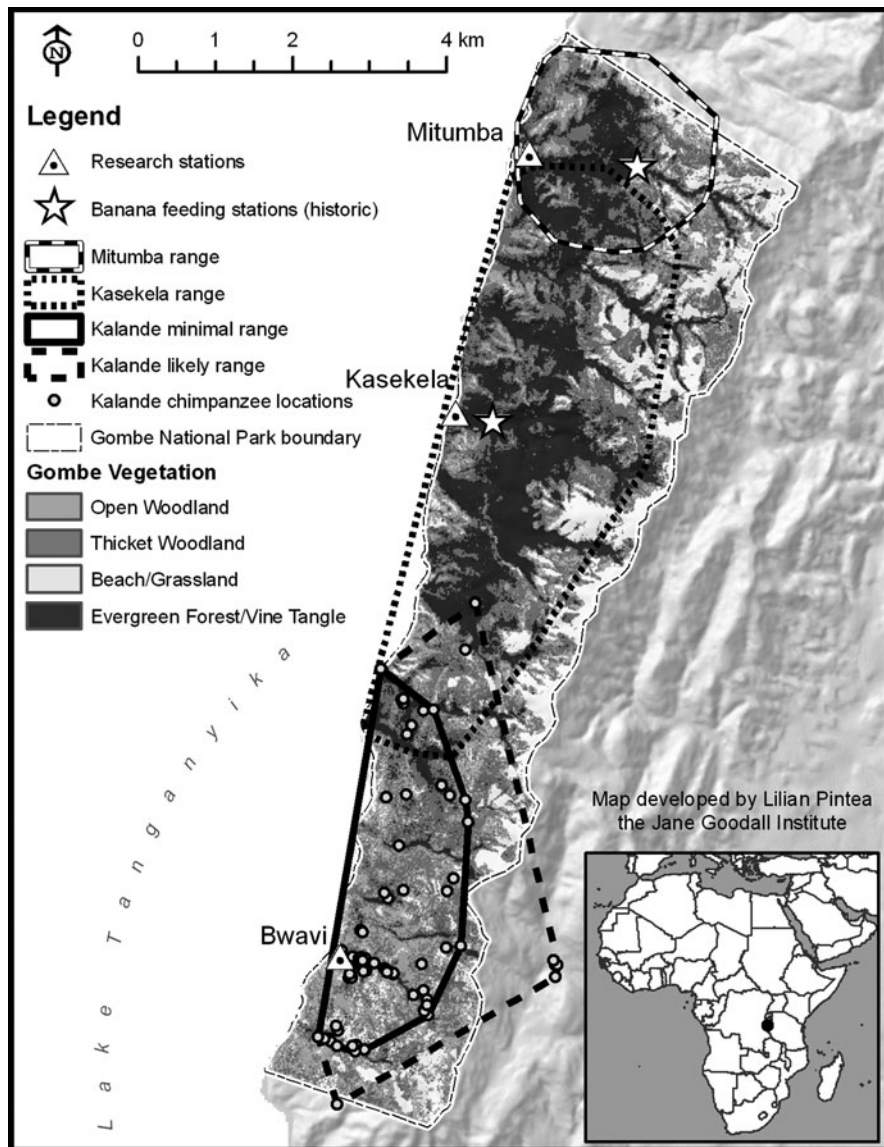 N
0 2 4 km
Legend
Research stations
Banana feeding stations (historic)
Mitumba range
Kasekela range
Kalande minimal range
Kalande likely range
Kalande chimpanzee locations
Gombe National Park boundary
Gombe Vegetation
Open Woodland
Thicket Woodland
Beach/Grassland
Evergreen Forest/Vine Tangle
Mitumba
Kasekela
Bwavi
Lake Tanganyika
Map developed by Lilian Pintea
the Jane Goodall Institute